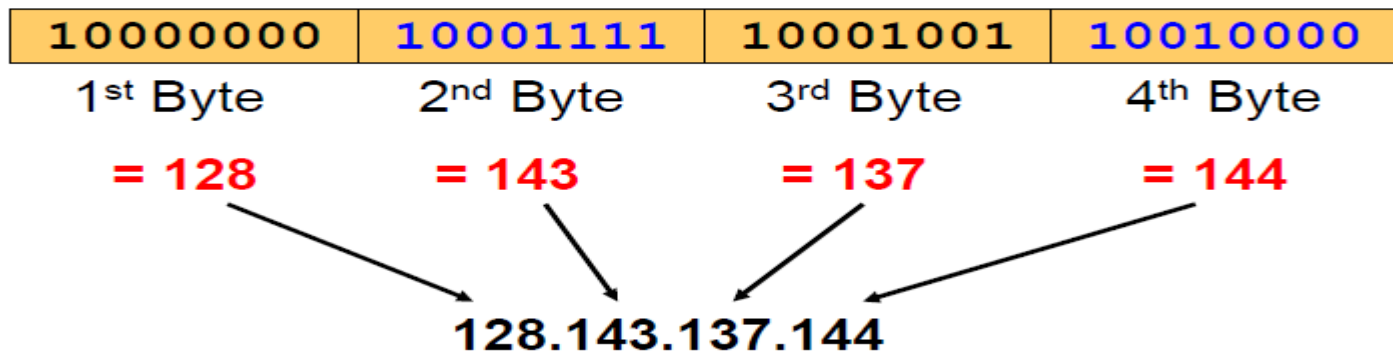 10000000 10001111 10001001 10010000
1st Byte 2nd Byte 3rd Byte 4th Byte
= 128 = 143 = 137 = 144
128.143.137.144